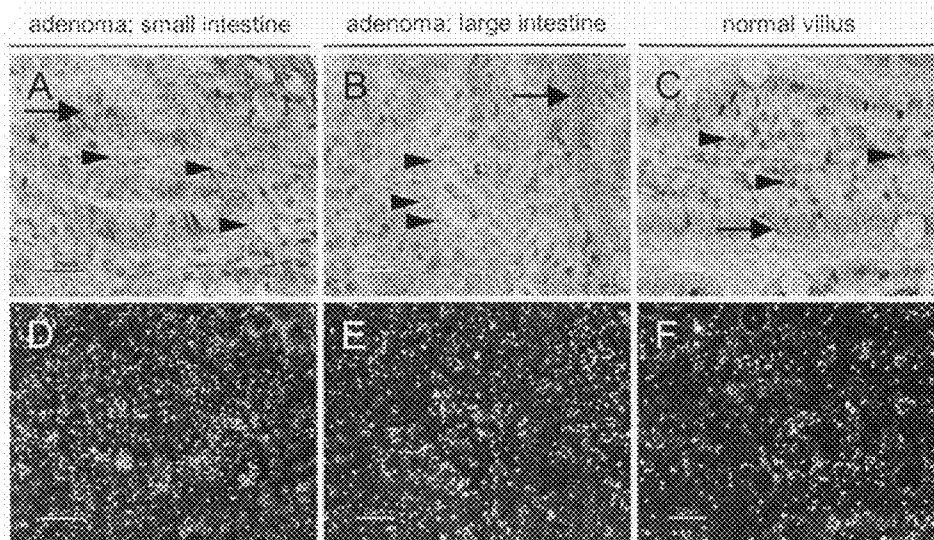 adenoma: small intestine adenoma: large intestine normal villus
A B C
D E F